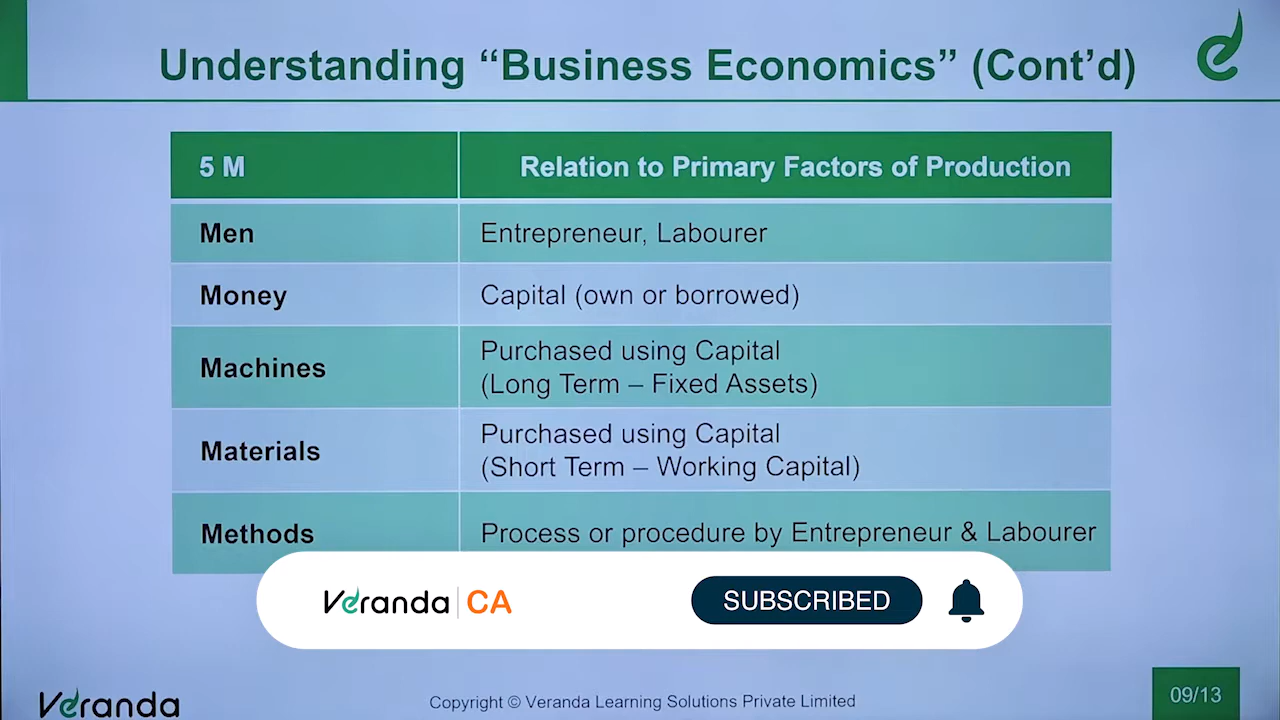 Understanding “Business Economics” (Cont’d)
5 M
Relation to Primary Factors of Production
Men
Entrepreneur, Labourer
Money
Capital (own or borrowed)
Machines
Purchased using Capital
(Long Term – Fixed Assets)
Materials
Purchased using Capital
(Short Term – Working Capital)
Methods
Process or procedure by Entrepreneur & Labourer
Veranda CA
SUBSCRIBED
Veranda
Copyright © Veranda Learning Solutions Private Limited
09/13